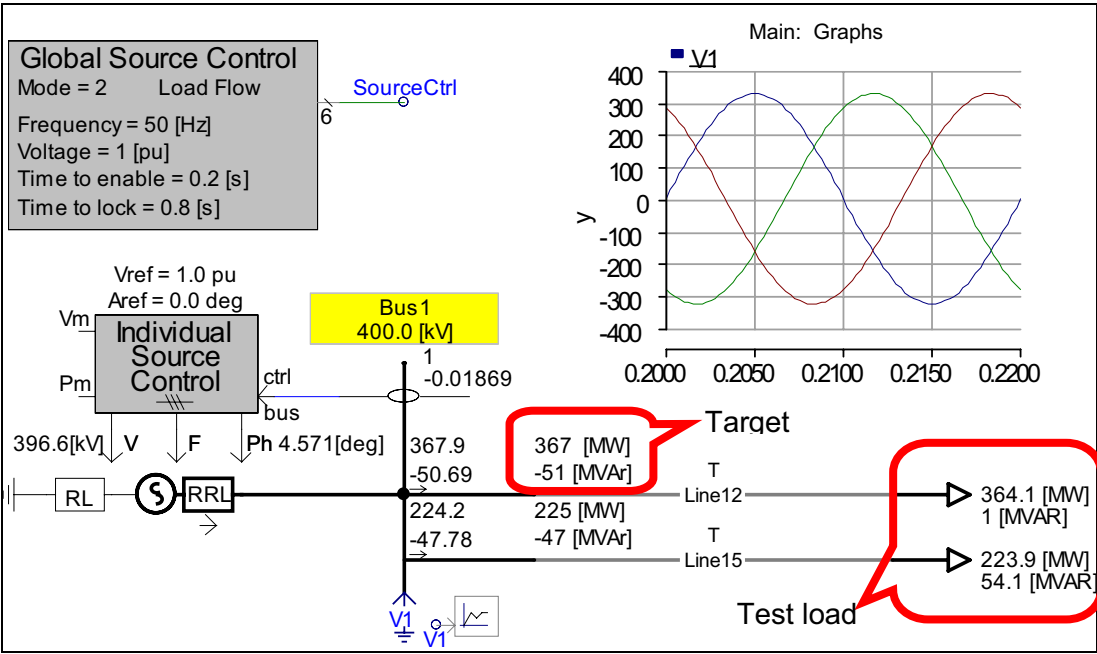 Global Source Control
Mode = 2 Load Flow
Frequency = 50 [Hz]
Voltage = 1 [pu]
Time to enable = 0.2 [s]
Time to lock = 0.8 [s]
6
SourceCtrl
Main: Graphs
V1
400
300
200
100
0
-100
-200
-300
-400
y
0.2000 0.2050 0.2100 0.2150 0.2200
Vref = 1.0 pu
Aref = 0.0 deg
Vm
Pm
Individual
Source
Control
ctrl
bus
396.6[kV] V F Ph 4.571[deg]
RL
RRL
Bus1
400.0 [kV]
1
-0.01869
367.9
-50.69
224.2
-47.78
367 [MW]
-51 [MVAr]
225 [MW]
-47 [MVAr]
Target
T
Line12
T
Line15
364.1 [MW]
1 [MVAR]
223.9 [MW]
54.1 [MVAR]
Test load
V1
V1